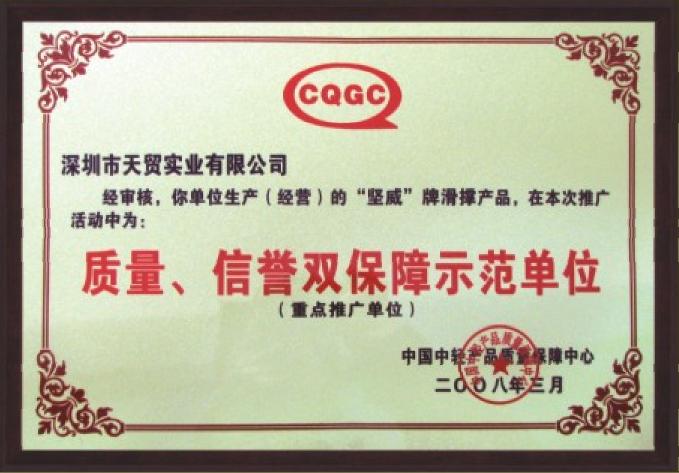 CQGC
深圳市天贸实业有限公司
经审核，你单位生产（经营）的“坚威”牌滑撑产品，在本次推广
活动中为：
质量、信誉双保障示范单位
（重点推广单位）
中国中轻产品质量保障中心
二〇〇八年三月